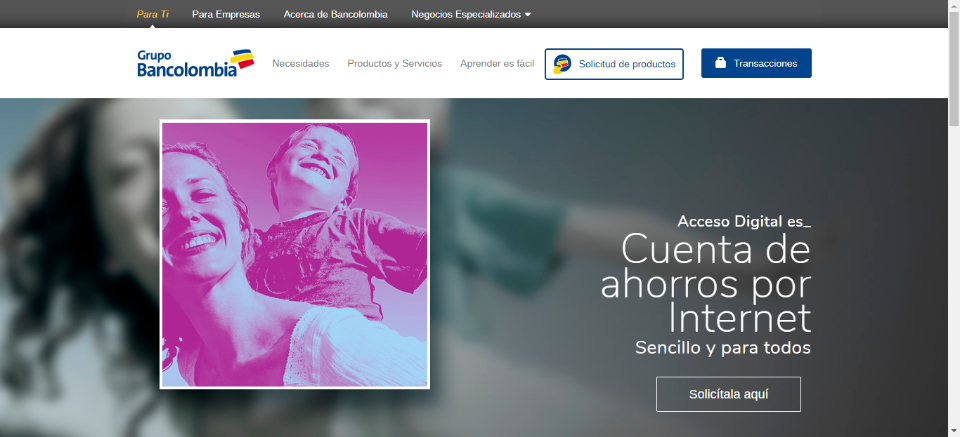 Para Ti Para Empresas Acerca de Bancolombia Negocios Especializados
Grupo
Bancolombia
Necesidades Productos y Servicios Aprender es fácil Solicitud de productos Transacciones
Acceso Digital es_
Cuenta de
ahorros por
Internet
Sencillo y para todos
Solicítala aquí